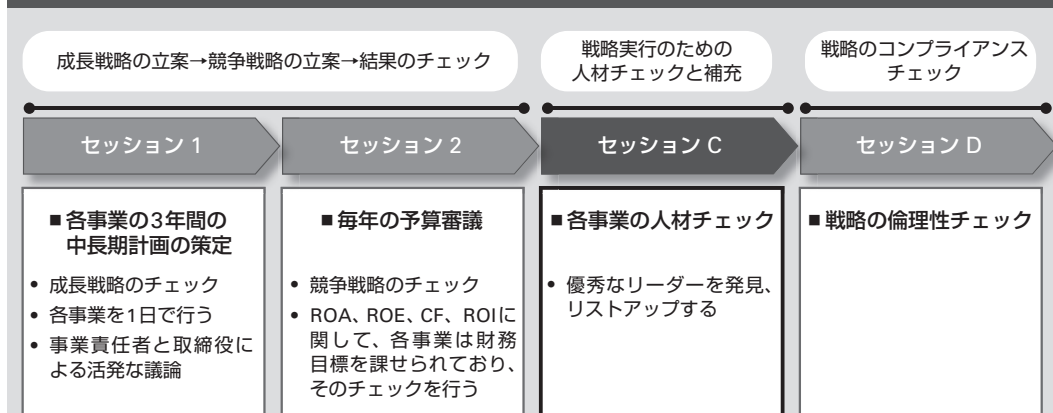 成長戦略の立案→競争戦略の立案→結果のチェック
戦略実行のための
人材チェックと補充
戦略のコンプライアンス
チェック
セッション 1
セッション 2
セッション C
セッション D
■各事業の3年間の
中長期計画の策定
• 成長戦略のチェック
• 各事業を1日で行う
• 事業責任者と取締役に
よる活発な議論
■毎年の予算審議
• 競争戦略のチェック
• ROA、ROE、CF、ROIに
関して、各事業は財務
目標を課せられており、
そのチェックを行う
■各事業の人材チェック
• 優秀なリーダーを発見、
リストアップする
■戦略の倫理性チェック